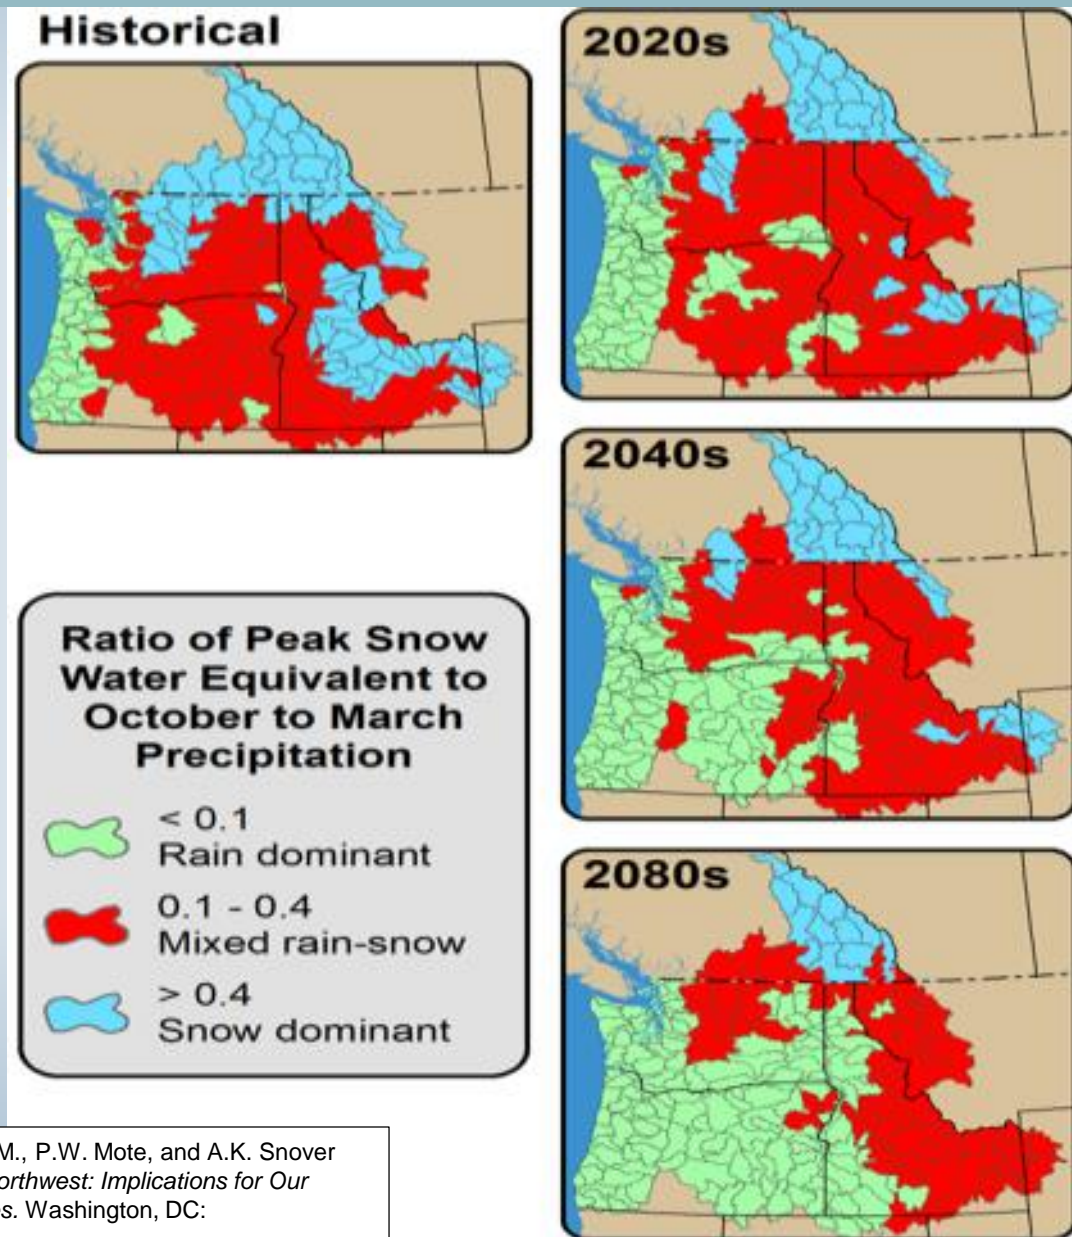 Historical
2020s
2040s
Ratio of Peak Snow
Water Equivalent to
October to March
Precipitation
< 0.1
Rain dominant
0.1 - 0.4
Mixed rain-snow
> 0.4
Snow dominant
2080s
M., P.W. Mote, and A.K. Snover
orthwest: Implications for Our
es. Washington, DC: